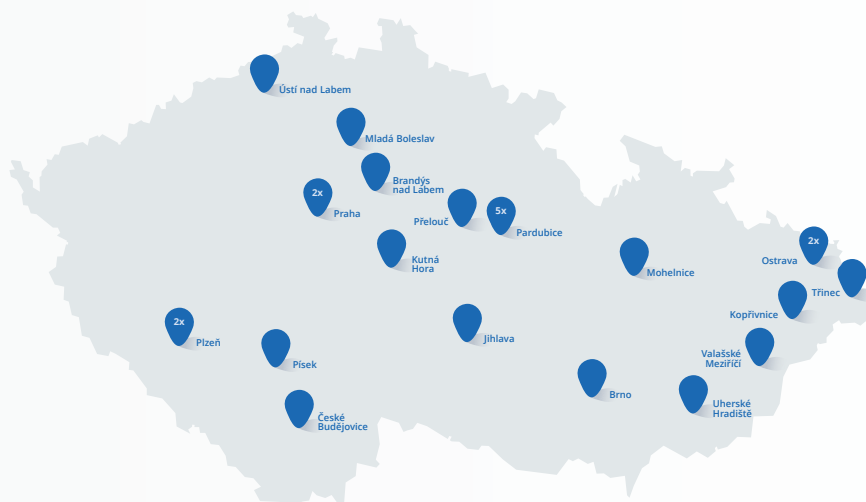 Ústí nad Labem
Mladá Boleslav
Brandýs
nad Labem
2x
Praha
Přelouč
5x
Pardubice
Kutná
Hora
Mohelnice
2x
Ostrava
Třinec
Kopřivnice
2x
Plzeň
Písek
Jihlava
Valašské
Meziříčí
Brno
Uherské
Hradiště
České
Budějovice